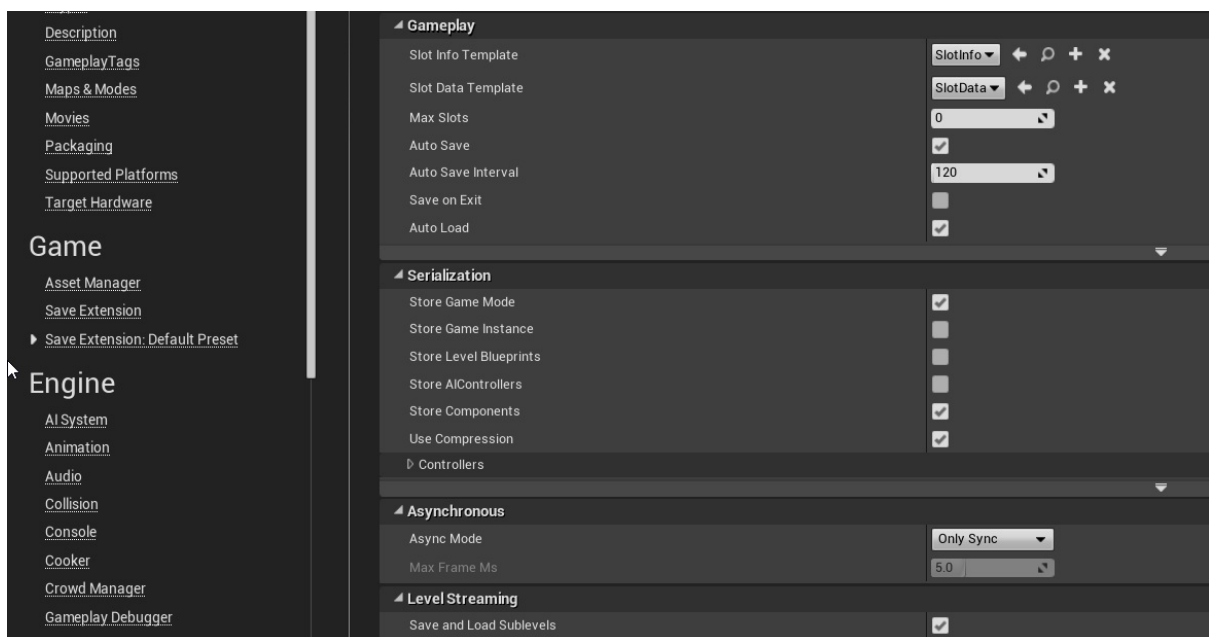 Description
GameplayTags
Maps & Modes
Movies
Packaging
Supported Platforms
Target Hardware
Game
Asset Manager
Save Extension
Save Extension: Default Preset
Engine
AI System
Animation
Audio
Collision
Console
Cooker
Crowd Manager
Gameplay Debugger
Gameplay
Slot Info Template SlotInfo
Slot Data Template SlotData
Max Slots 0
Auto Save
Auto Save Interval 120
Save on Exit
Auto Load
Serialization
Store Game Mode
Store Game Instance
Store Level Blueprints
Store AIControllers
Store Components
Use Compression
Controllers
Asynchronous
Async Mode Only Sync
Max Frame Ms 5.0
Level Streaming
Save and Load Sublevels